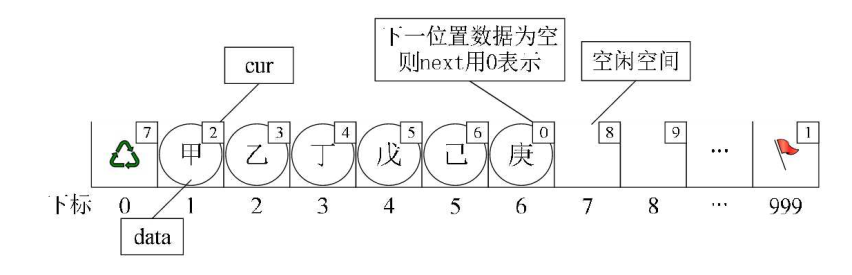 下一位置数据为空
则next用0表示
cur
空闲空间
7 2 3 4 5 6 0 8 9 1
甲 乙 丁 戊 己 庚 ...
下标 0 1 2 3 4 5 6 7 8 ... 999
data